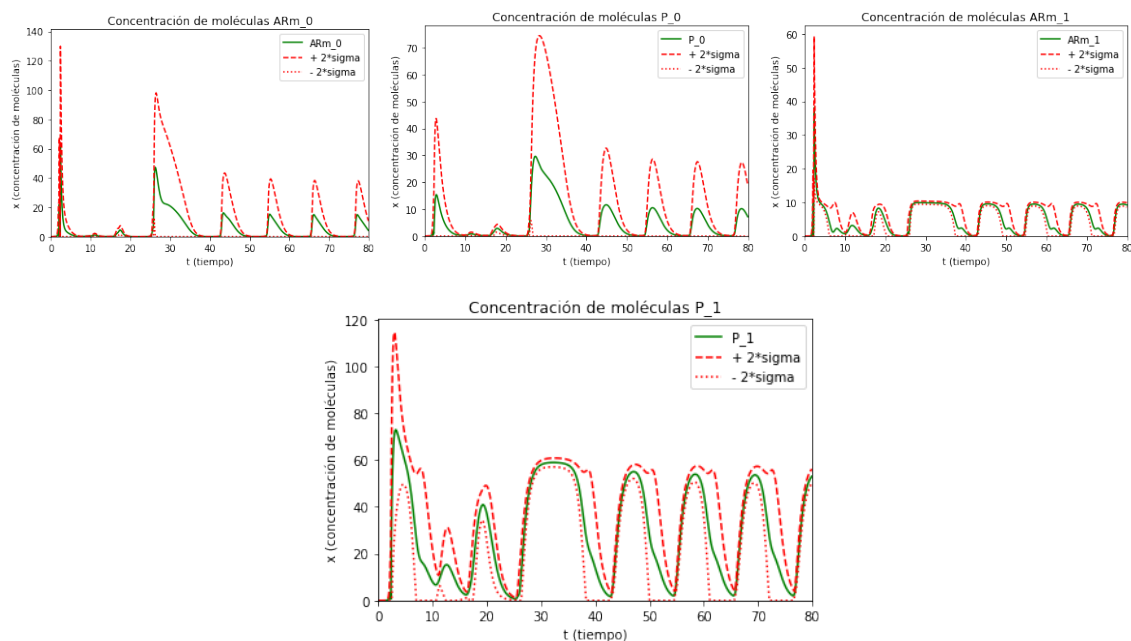 Concentración de moléculas ARm_0
x (concentración de moléculas)
140
120
100
80
60
40
20
0
ARm_0
+ 2*sigma
- 2*sigma
0 10 20 30 40 50 60 70 80
t (tiempo)
Concentración de moléculas P_0
x (concentración de moléculas)
70
60
50
40
30
20
10
0
P_0
+ 2*sigma
- 2*sigma
0 10 20 30 40 50 60 70 80
t (tiempo)
Concentración de moléculas ARm_1
x (concentración de moléculas)
60
50
40
30
20
10
0
ARm_1
+ 2*sigma
- 2*sigma
0 10 20 30 40 50 60 70 80
t (tiempo)
Concentración de moléculas P_1
x (concentración de moléculas)
120
100
80
60
40
20
0
P_1
+ 2*sigma
- 2*sigma
0 10 20 30 40 50 60 70 80
t (tiempo)